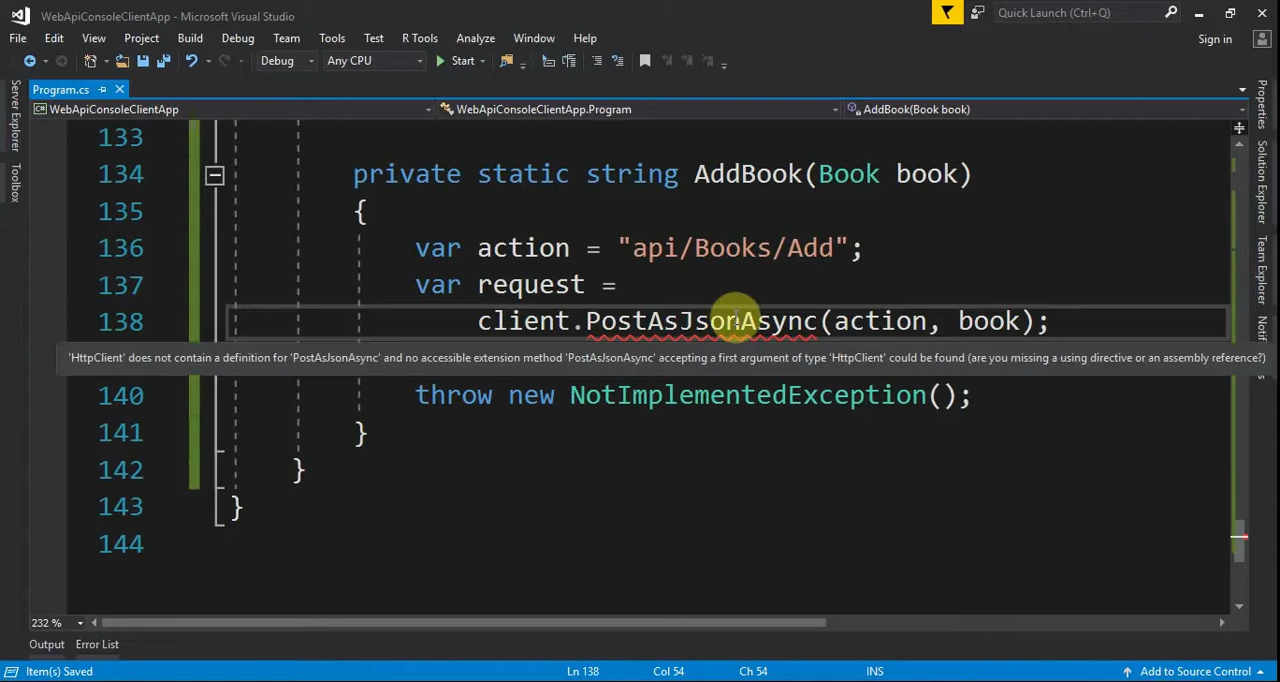 WebApiConsoleClientApp - Microsoft Visual Studio
Quick Launch (Ctrl+Q)
File Edit View Project Build Debug Team Tools Test R Tools Analyze Window Help
Sign in
Debug Any CPU Start
Program.cs
WebApiConsoleClientApp WebApiConsoleClientApp.Program AddBook(Book book)
Server Explorer
Toolbox
133
134 private static string AddBook(Book book)
135 {
136 var action = "api/Books/Add";
137 var request =
138 client.PostAsJsonAsync(action, book);
'HttpClient' does not contain a definition for 'PostAsJsonAsync' and no accessible extension method 'PostAsJsonAsync' accepting a first argument of type 'HttpClient' could be found (are you missing a using directive or an assembly reference?)
140 throw new NotImplementedException();
141 }
142 }
143 }
144
Properties
Solution Explorer
Team Explorer
232 %
Output Error List
Item(s) Saved Ln 138 Col 54 Ch 54 INS Add to Source Control